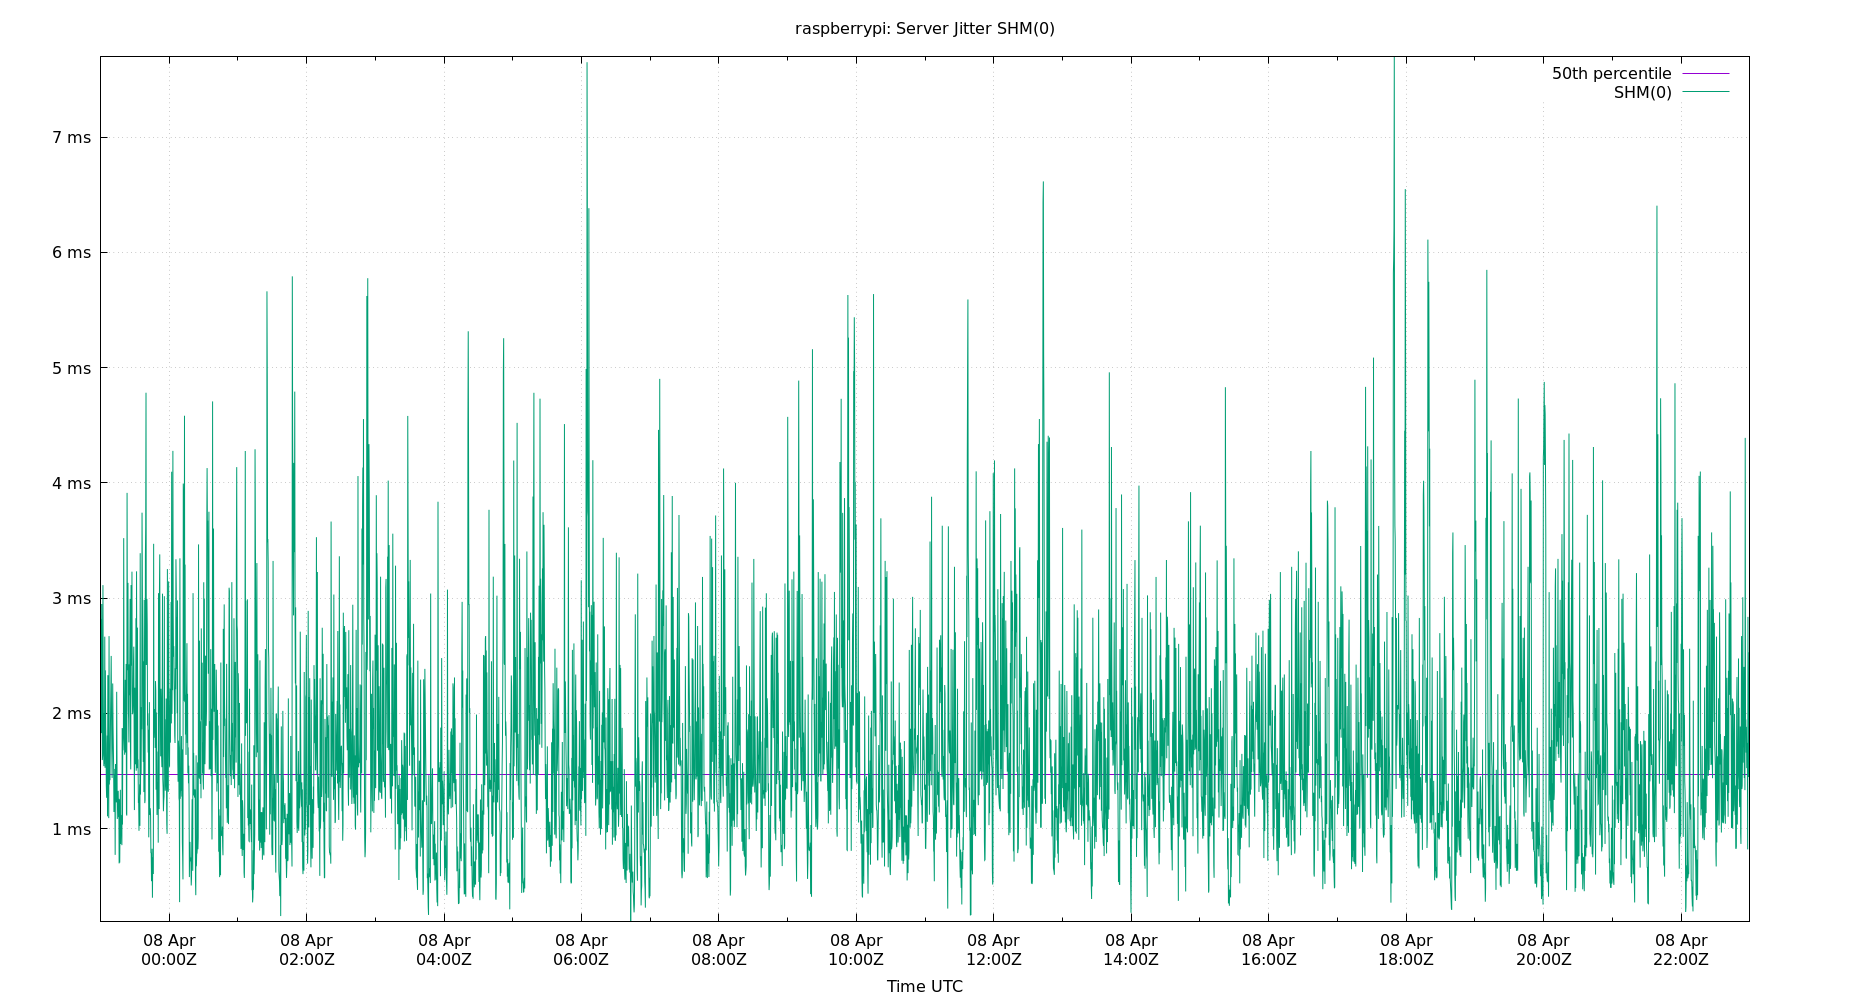 raspberrypi: Server Jitter SHM(0)
50th percentile
SHM(0)
7 ms
6 ms
5 ms
4 ms
3 ms
2 ms
1 ms
08 Apr 08 Apr 08 Apr 08 Apr 08 Apr 08 Apr 08 Apr 08 Apr 08 Apr 08 Apr 08 Apr 08 Apr
00:00Z 02:00Z 04:00Z 06:00Z 08:00Z 10:00Z 12:00Z 14:00Z 16:00Z 18:00Z 20:00Z 22:00Z
Time UTC